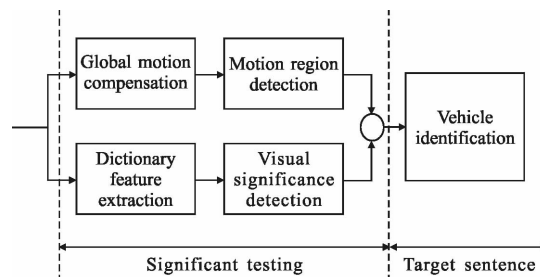 Global motion
compensation
Motion region
detection
Vehicle
identification
Dictionary
feature
extraction
Visual
significance
detection
Significant testing
Target sentence